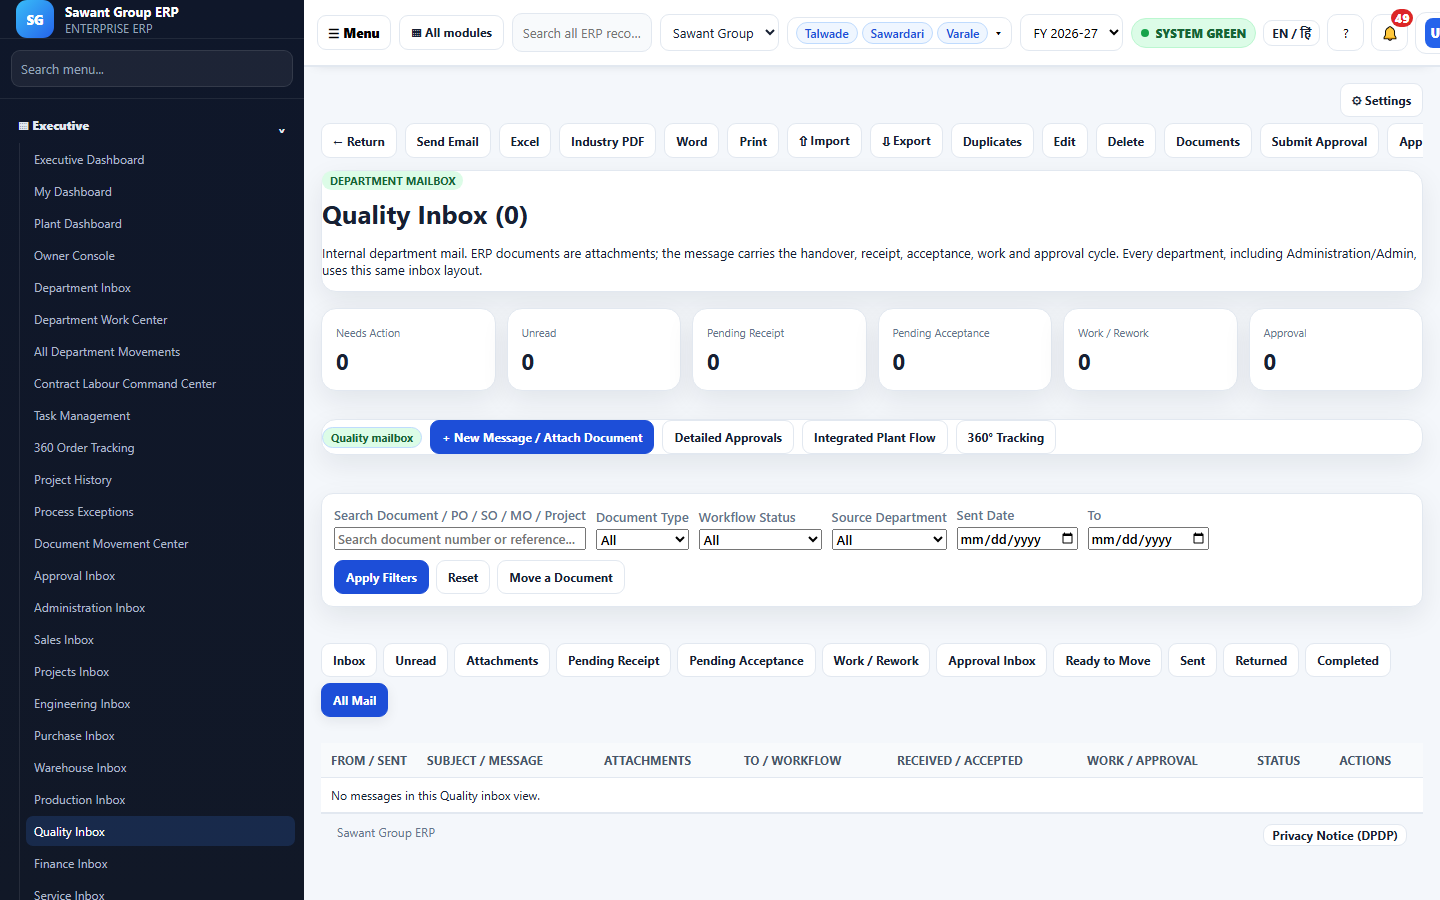 SG
Sawant Group ERP
ENTERPRISE ERP
Search menu...
Executive
Executive Dashboard
My Dashboard
Plant Dashboard
Owner Console
Department Inbox
Department Work Center
All Department Movements
Contract Labour Command Center
Task Management
360 Order Tracking
Project History
Process Exceptions
Document Movement Center
Approval Inbox
Administration Inbox
Sales Inbox
Projects Inbox
Engineering Inbox
Purchase Inbox
Warehouse Inbox
Production Inbox
Quality Inbox
Finance Inbox
Service Inbox
☰ Menu
All modules
Search all ERP reco...
Sawant Group
Talwade Sawardari Varale
FY 2026-27
SYSTEM GREEN
EN / हिं
?
49
U
⚙ Settings
← Return
Send Email
Excel
Industry PDF
Word
Print
⇧ Import
⇩ Export
Duplicates
Edit
Delete
Documents
Submit Approval
App
DEPARTMENT MAILBOX
Quality Inbox (0)
Internal department mail. ERP documents are attachments; the message carries the handover, receipt, acceptance, work and approval cycle. Every department, including Administration/Admin,
uses this same inbox layout.
Needs Action
0
Unread
0
Pending Receipt
0
Pending Acceptance
0
Work / Rework
0
Approval
0
Quality mailbox
+ New Message / Attach Document
Detailed Approvals
Integrated Plant Flow
360° Tracking
Search Document / PO / SO / MO / Project
Search document number or reference...
Document Type
All
Workflow Status
All
Source Department
All
Sent Date
mm/dd/yyyy
To
mm/dd/yyyy
Apply Filters
Reset
Move a Document
Inbox
Unread
Attachments
Pending Receipt
Pending Acceptance
Work / Rework
Approval Inbox
Ready to Move
Sent
Returned
Completed
All Mail
FROM / SENT SUBJECT / MESSAGE ATTACHMENTS TO / WORKFLOW RECEIVED / ACCEPTED WORK / APPROVAL STATUS ACTIONS
No messages in this Quality inbox view.
Sawant Group ERP
Privacy Notice (DPDP)